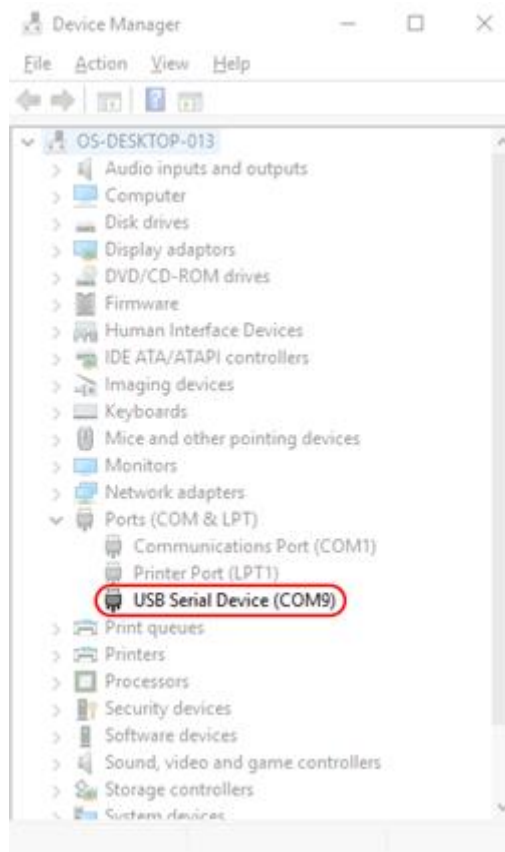 Device Manager
File Action View Help
OS-DESKTOP-013
Audio inputs and outputs
Computer
Disk drives
Display adaptors
DVD/CD-ROM drives
Firmware
Human Interface Devices
IDE ATA/ATAPI controllers
Imaging devices
Keyboards
Mice and other pointing devices
Monitors
Network adapters
Ports (COM & LPT)
Communications Port (COM1)
Printer Port (LPT1)
USB Serial Device (COM9)
Print queues
Printers
Processors
Security devices
Software devices
Sound, video and game controllers
Storage controllers
System devices